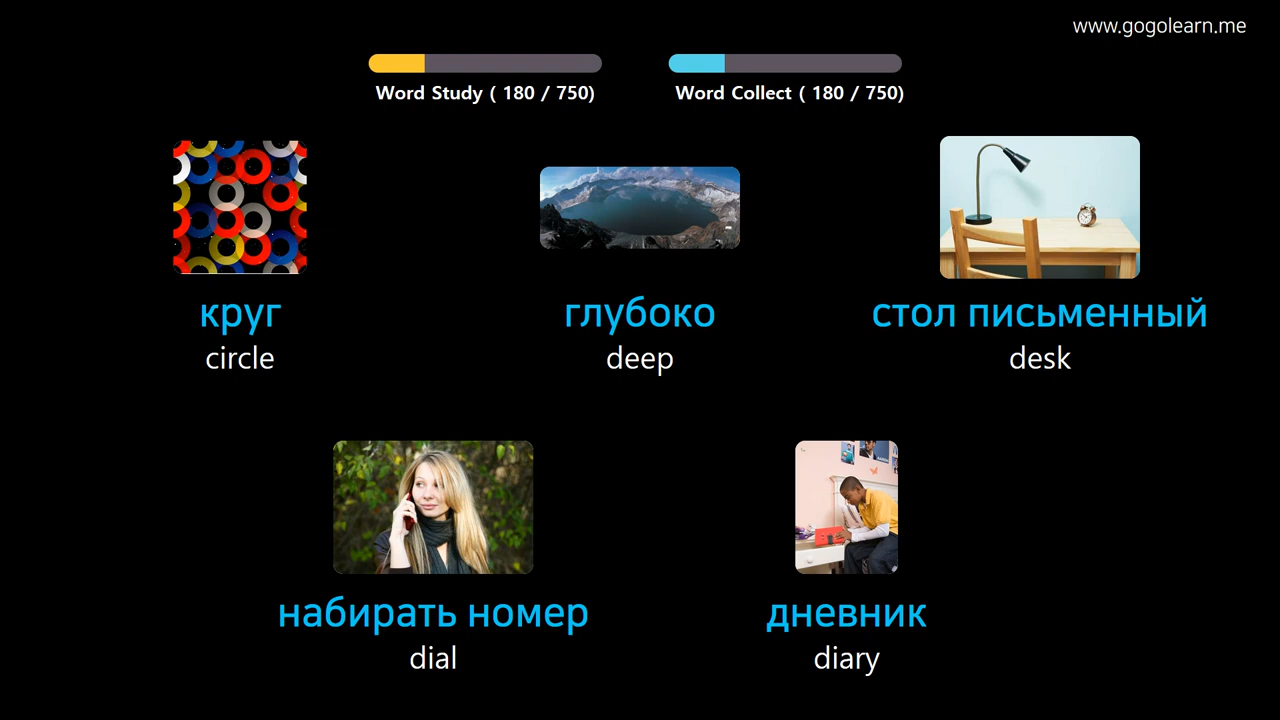 www.gogolearn.me
Word Study ( 180 / 750)
Word Collect ( 180 / 750)
круг
circle
глубоко
deep
стол письменный
desk
набирать номер
dial
дневник
diary